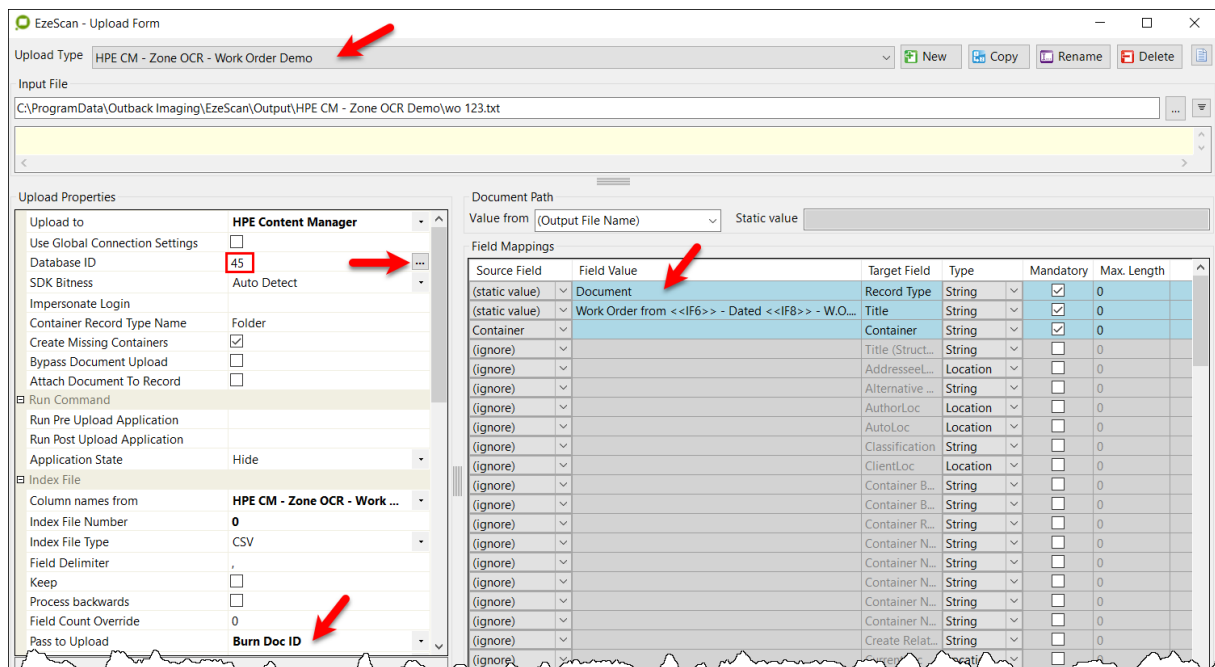 EzeScan - Upload Form
Upload Type HPE CM - Zone OCR - Work Order Demo New Copy Rename Delete
Input File
C:\ProgramData\Outback Imaging\EzeScan\Output\HPE CM - Zone OCR Demo\wo 123.txt ...
Upload Properties
Upload to HPE Content Manager
Use Global Connection Settings
Database ID 45 ...
SDK Bitness Auto Detect
Impersonate Login
Container Record Type Name Folder
Create Missing Containers
Bypass Document Upload
Attach Document To Record
Run Command
Run Pre Upload Application
Run Post Upload Application
Application State Hide
Index File
Column names from HPE CM - Zone OCR - Work ...
Index File Number 0
Index File Type CSV
Field Delimiter ,
Keep
Process backwards
Field Count Override 0
Pass to Upload Burn Doc ID
Document Path
Value from (Output File Name) Static value
Field Mappings
Source Field Field Value Target Field Type Mandatory Max. Length
(static value) Document Record Type String 0
(static value) Work Order from <<IF6>> - Dated <<IF8>> - W.O.... Title String 0
Container Container String 0
(ignore) Title (Struct... String 0
(ignore) AddresseeL... Location 0
(ignore) Alternative ... String 0
(ignore) AuthorLoc Location 0
(ignore) AutoLoc Location 0
(ignore) Classification String 0
(ignore) ClientLoc Location 0
(ignore) Container B... String 0
(ignore) Container B... String 0
(ignore) Container R... String 0
(ignore) Container N... String 0
(ignore) Container N... String 0
(ignore) Container N... String 0
(ignore) Container N... String 0
(ignore) Container N... String 0
(ignore) Create Relat... String 0
(ignore)